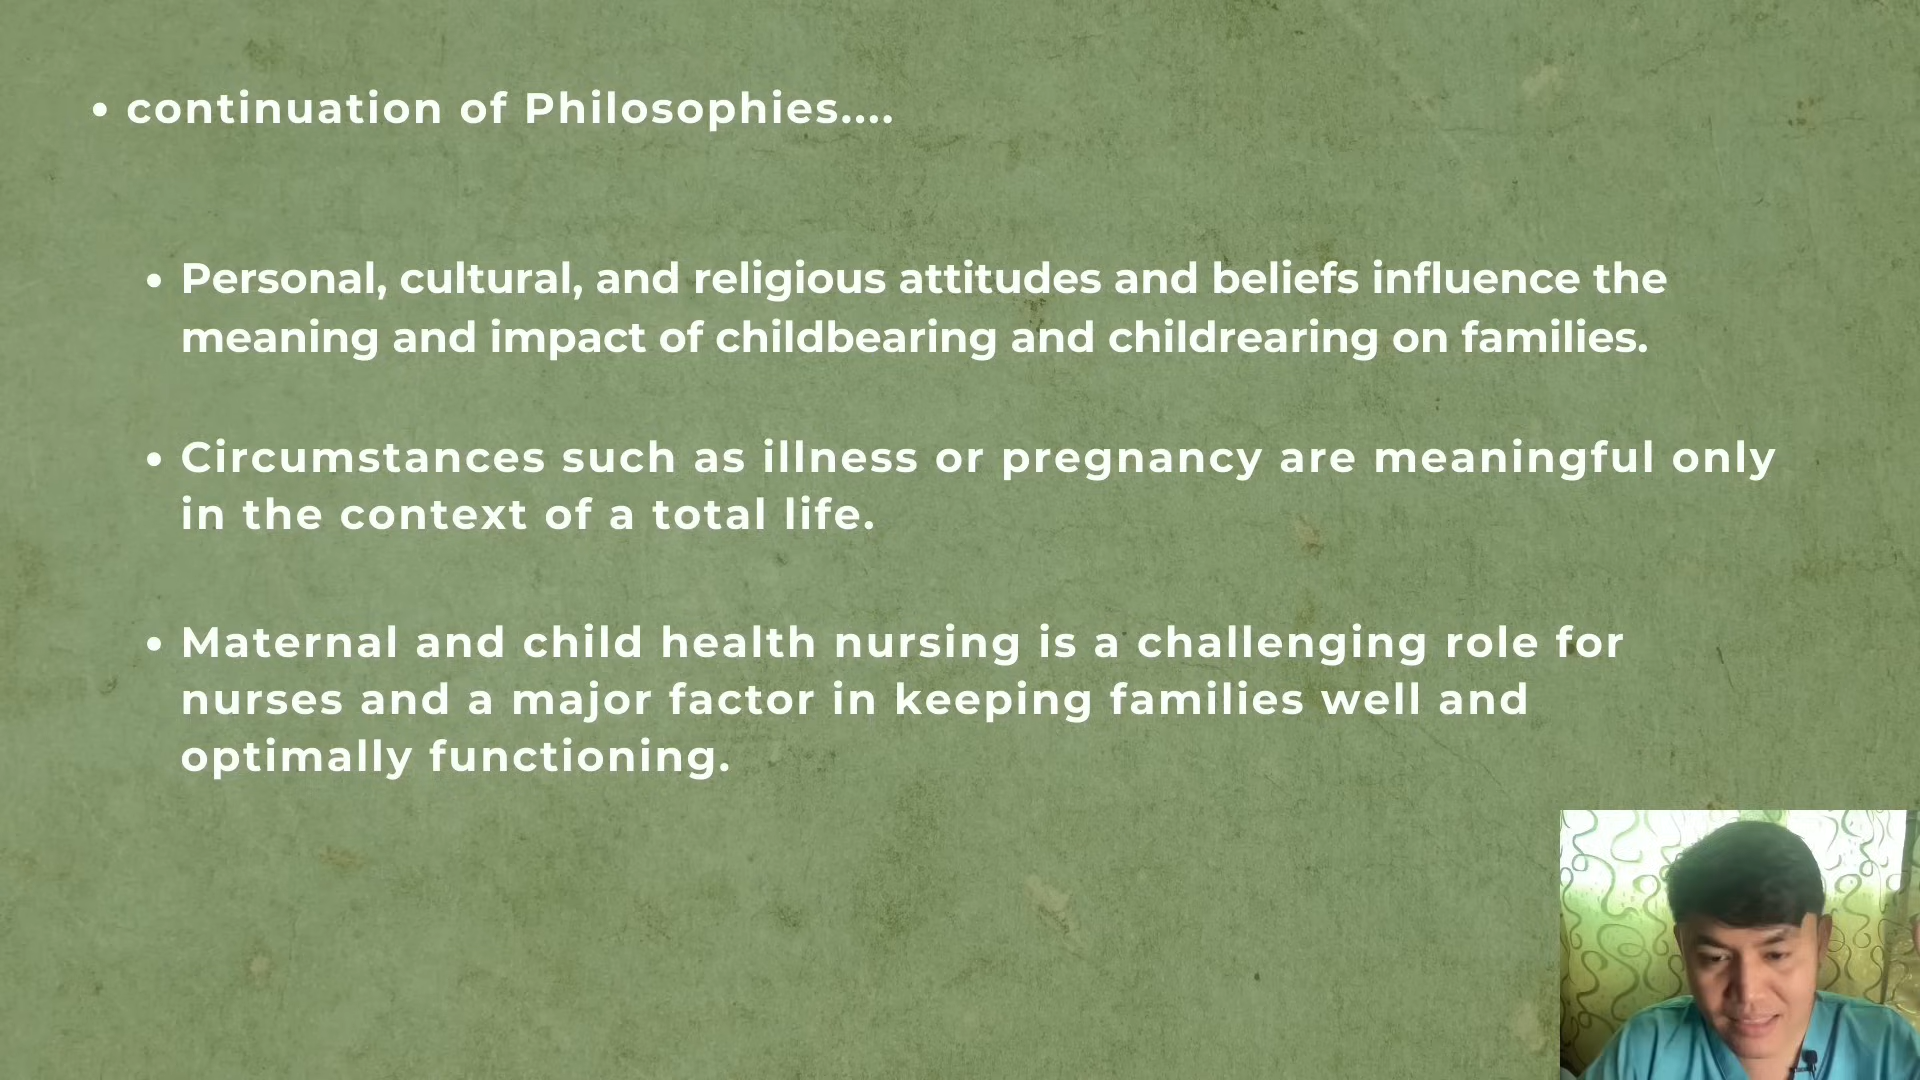 • continuation of Philosophies....
• Personal, cultural, and religious attitudes and beliefs influence the
meaning and impact of childbearing and childrearing on families.
• Circumstances such as illness or pregnancy are meaningful only
in the context of a total life.
• Maternal and child health nursing is a challenging role for
nurses and a major factor in keeping families well and
optimally functioning.